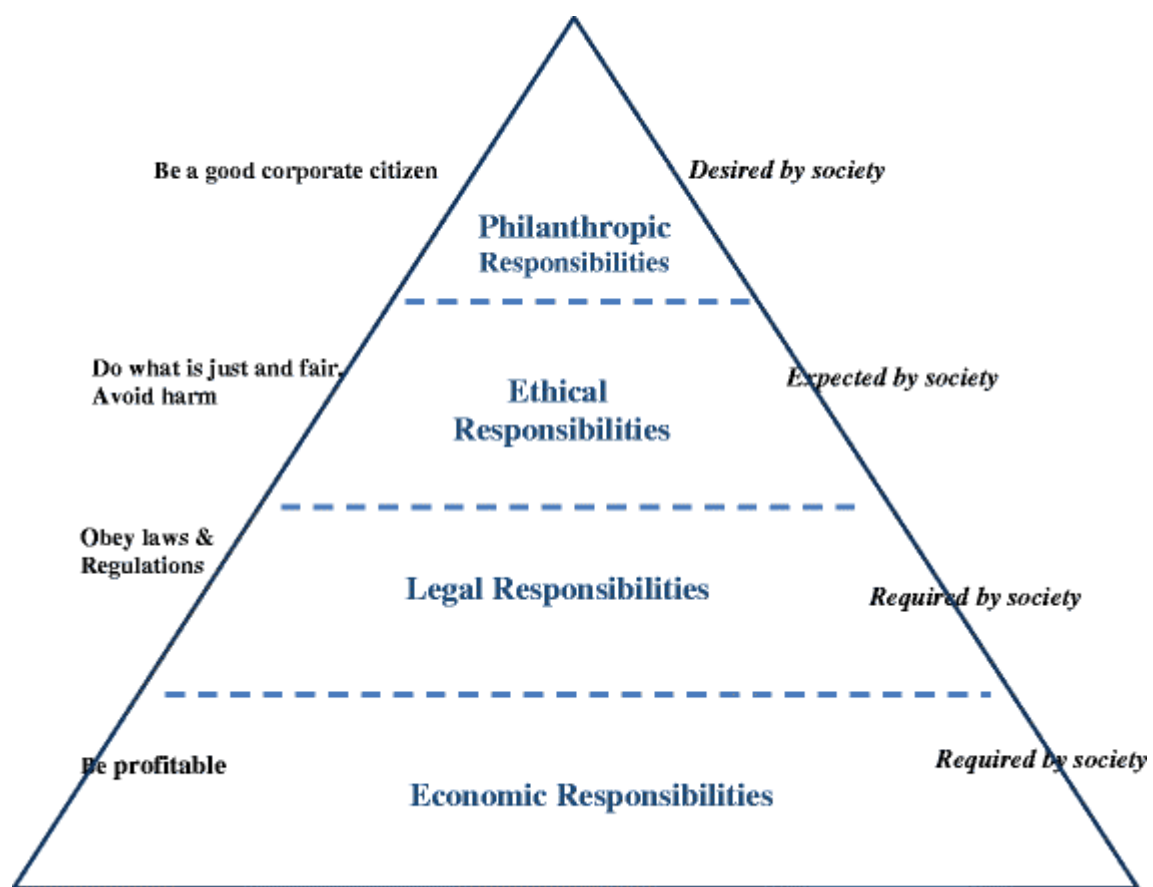 Be a good corporate citizen
Desired by society
Philanthropic
Responsibilities
Do what is just and fair,
Avoid harm
Expected by society
Ethical
Responsibilities
Obey laws &
Regulations
Legal Responsibilities
Required by society
Be profitable
Required by society
Economic Responsibilities